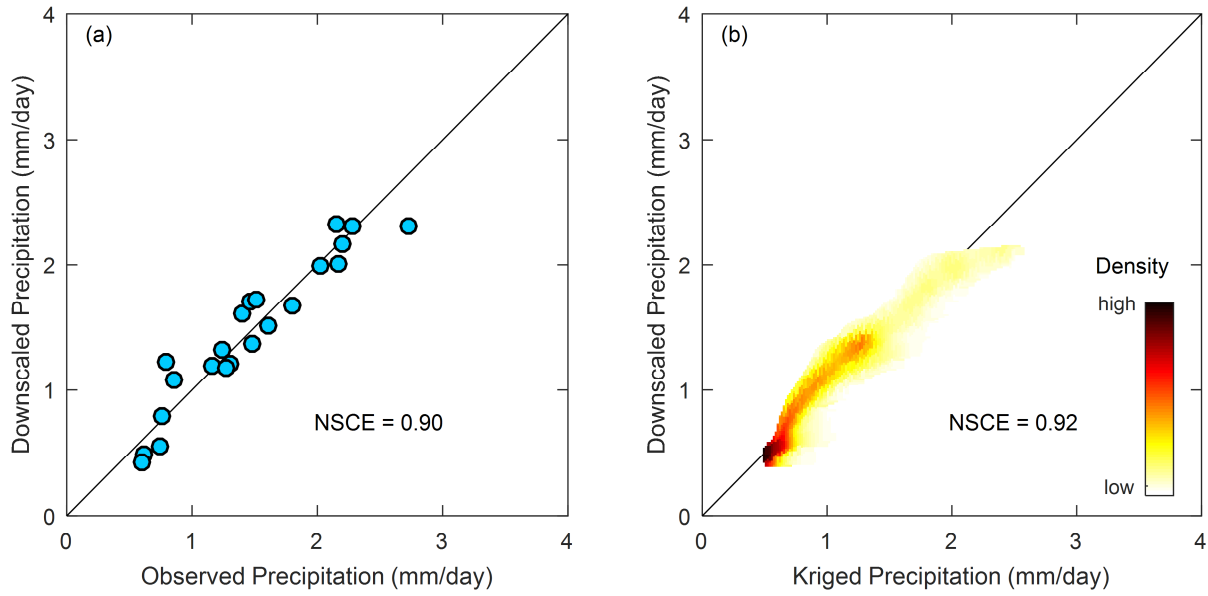 (a)
Downscaled Precipitation (mm/day)
4
3
2
1
0
NSCE = 0.90
0 1 2 3 4
Observed Precipitation (mm/day)
(b)
Downscaled Precipitation (mm/day)
4
3
2
1
0
Density
high
low
NSCE = 0.92
0 1 2 3 4
Kriged Precipitation (mm/day)